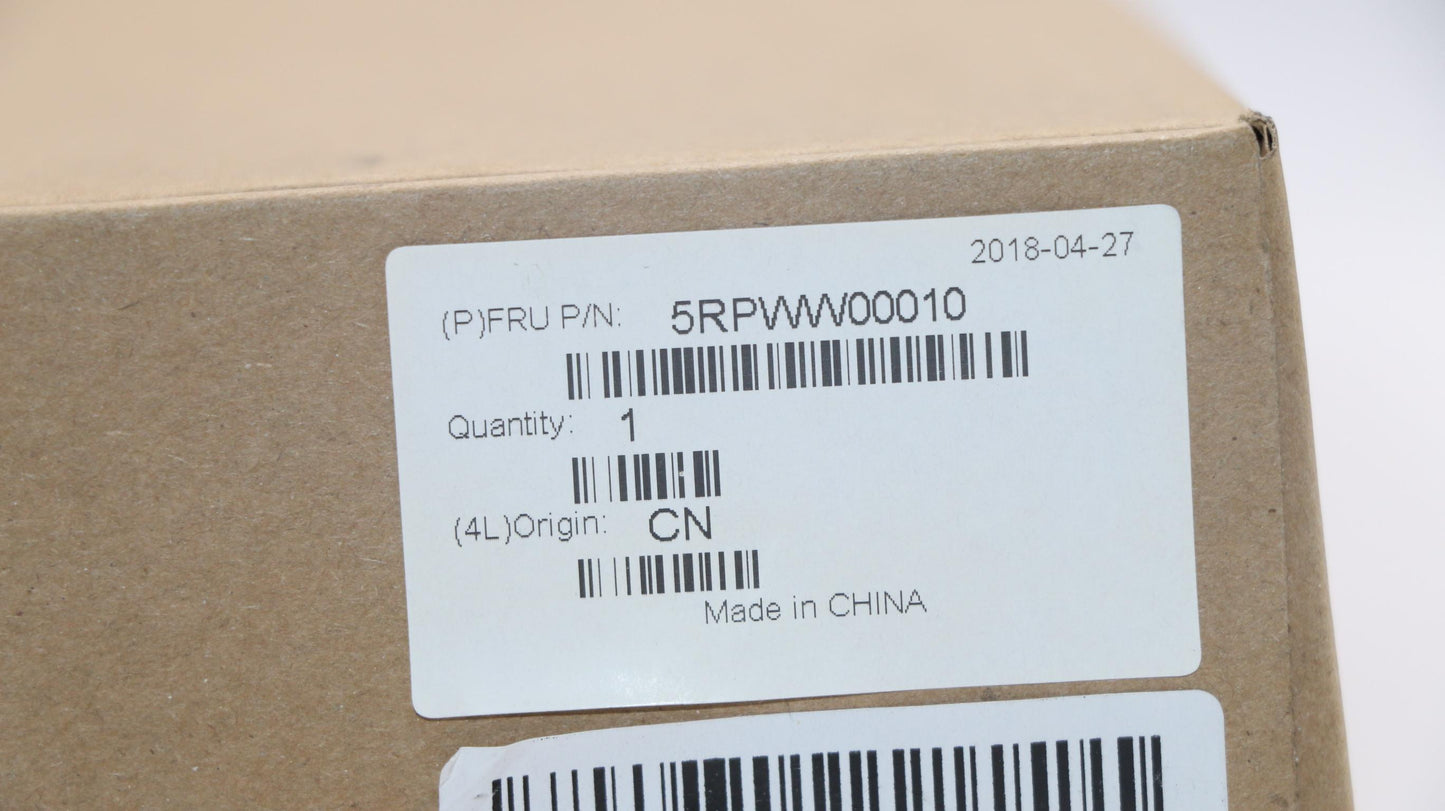 2018-04-27
(P)FRU P/N: 5RPWW00010
Quantity: 1
(4L)Origin: CN
Made in CHINA